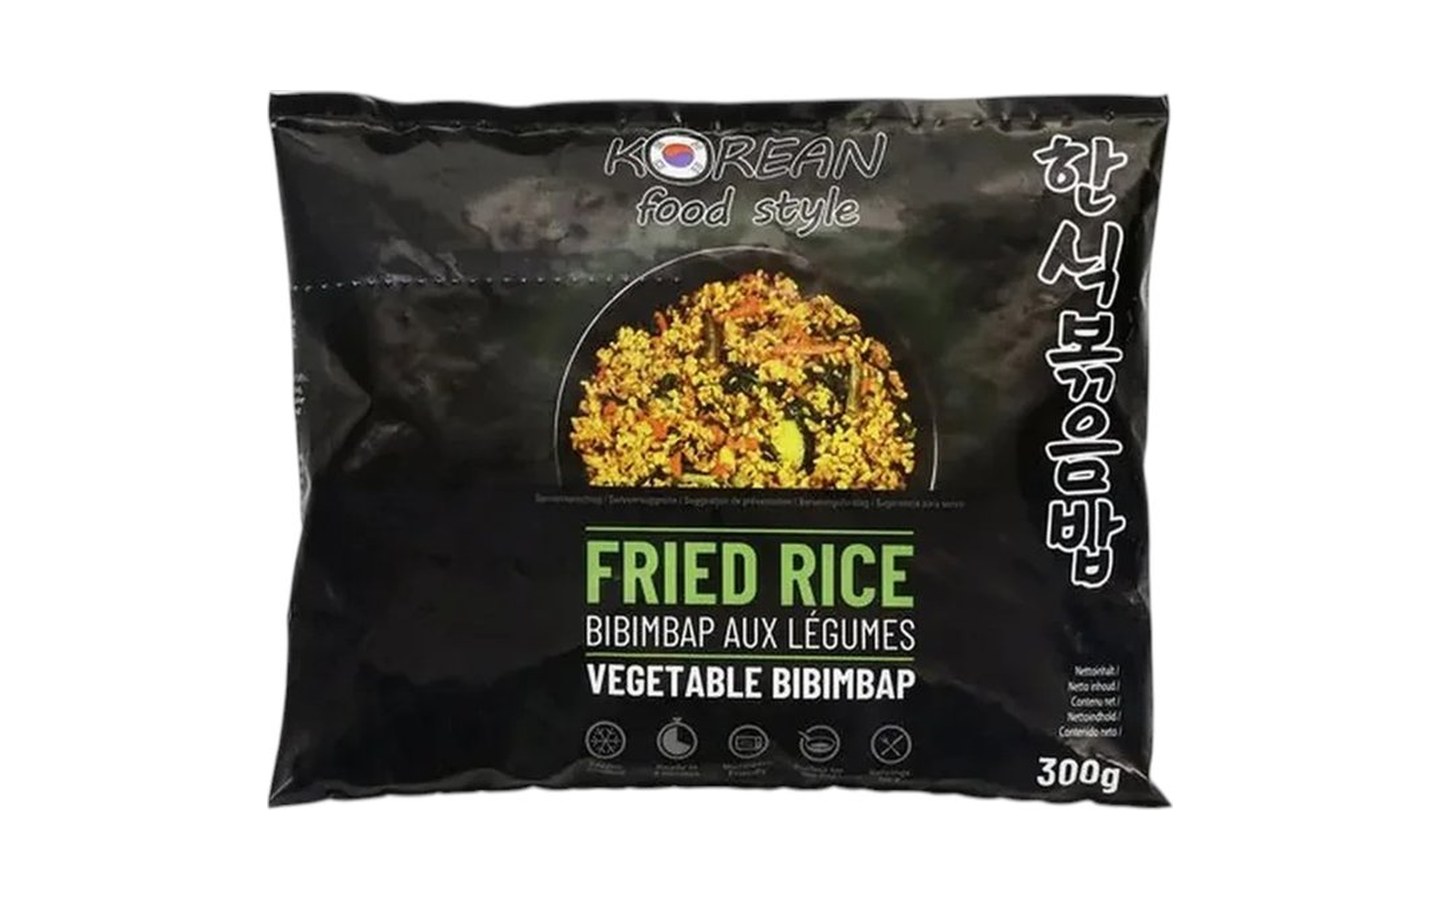 KOREAN
food style
한식볶음밥
FRIED RICE
BIBIMBAP AUX LÉGUMES
VEGETABLE BIBIMBAP
Nettoinhalt /
Netto inhoud /
Contenu net /
Nettoindhold /
Contenido neto /
300g